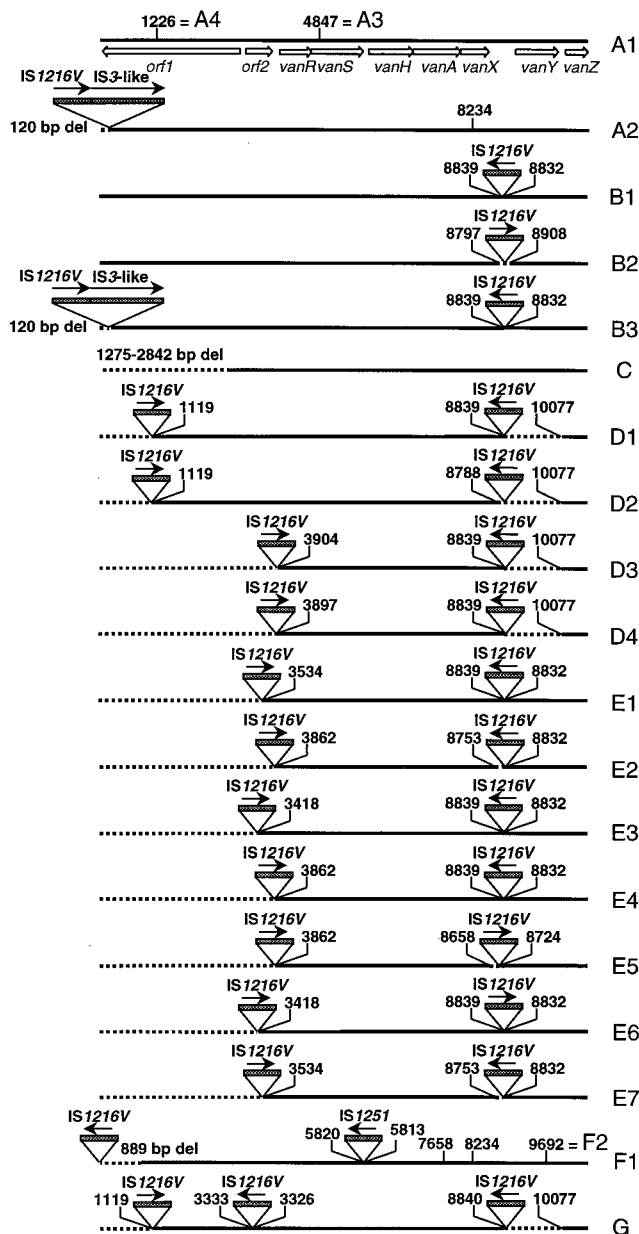 1226 = A4 4847 = A3
A1
orf1 orf2 vanR vanS vanH vanA vanX vanY vanZ
IS1216V IS3-like
120 bp del 8234 A2
IS1216V
8839 8832 B1
IS1216V
8797 8908 B2
IS1216V IS3-like IS1216V
120 bp del 8839 8832 B3
1275-2842 bp del C
IS1216V IS1216V
1119 8839 10077 D1
IS1216V IS1216V
1119 8788 10077 D2
IS1216V IS1216V
3904 8839 10077 D3
IS1216V IS1216V
3897 8839 10077 D4
IS1216V IS1216V
3534 8839 8832 E1
IS1216V IS1216V
3862 8753 8832 E2
IS1216V IS1216V
3418 8839 8832 E3
IS1216V IS1216V
3862 8839 8832 E4
IS1216V IS1216V
3862 8658 8724 E5
IS1216V IS1216V
3418 8839 8832 E6
IS1216V IS1216V
3534 8753 8832 E7
IS1216V IS1251
889 bp del 5820 5813 7658 8234 9692 = F2 F1
IS1216V IS1216V IS1216V
1119 3333 3326 8840 10077 G